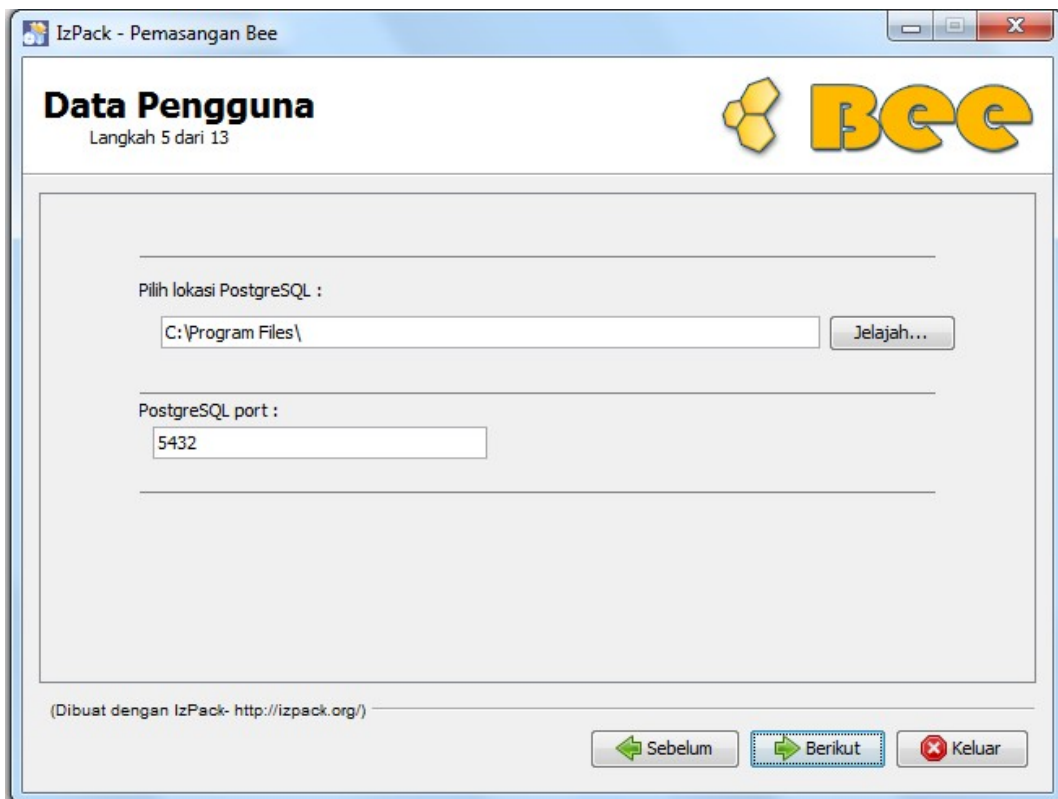 IzPack - Pemasangan Bee
Data Pengguna
Langkah 5 dari 13
Bee
Pilih lokasi PostgreSQL :
C:\Program Files\
Jelajah...
PostgreSQL port :
5432
(Dibuat dengan IzPack- http://izpack.org/)
Sebelum
Berikut
Keluar